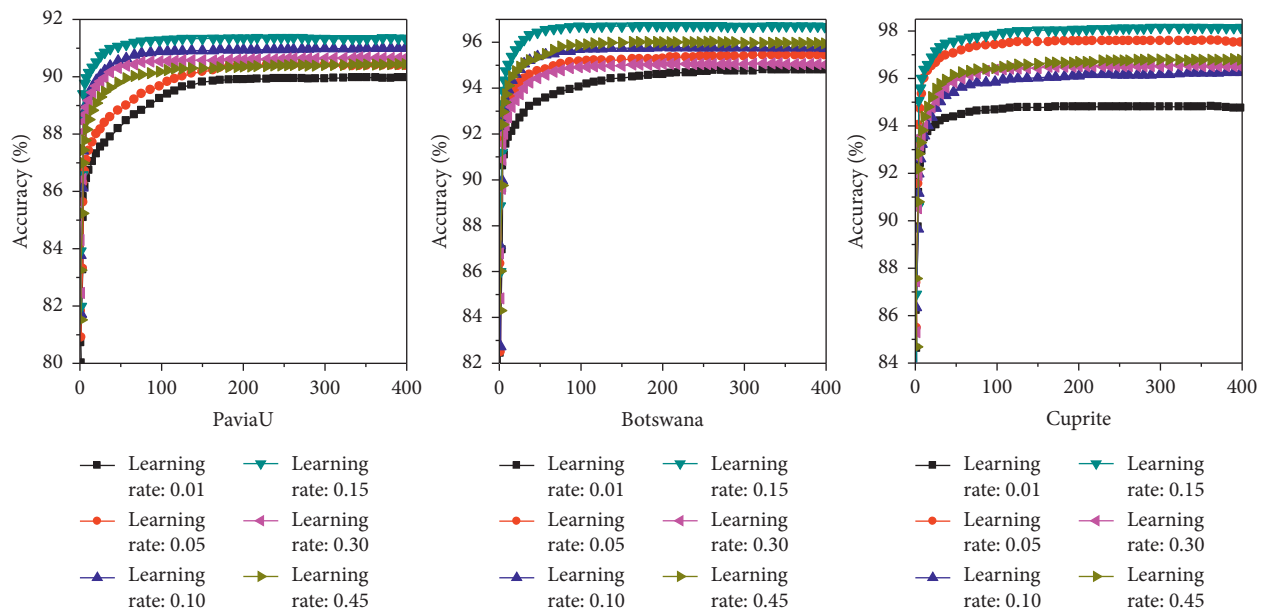 92
90
88
86
84
82
80
Accuracy (%)
0
100
200
300
400
PaviaU
Learning
rate: 0.01
Learning
rate: 0.15
Learning
rate: 0.05
Learning
rate: 0.30
Learning
rate: 0.10
Learning
rate: 0.45
96
94
92
90
88
86
84
82
Accuracy (%)
0
100
200
300
400
Botswana
Learning
rate: 0.01
Learning
rate: 0.15
Learning
rate: 0.05
Learning
rate: 0.30
Learning
rate: 0.10
Learning
rate: 0.45
98
96
94
92
90
88
86
84
Accuracy (%)
0
100
200
300
400
Cuprite
Learning
rate: 0.01
Learning
rate: 0.15
Learning
rate: 0.05
Learning
rate: 0.30
Learning
rate: 0.10
Learning
rate: 0.45